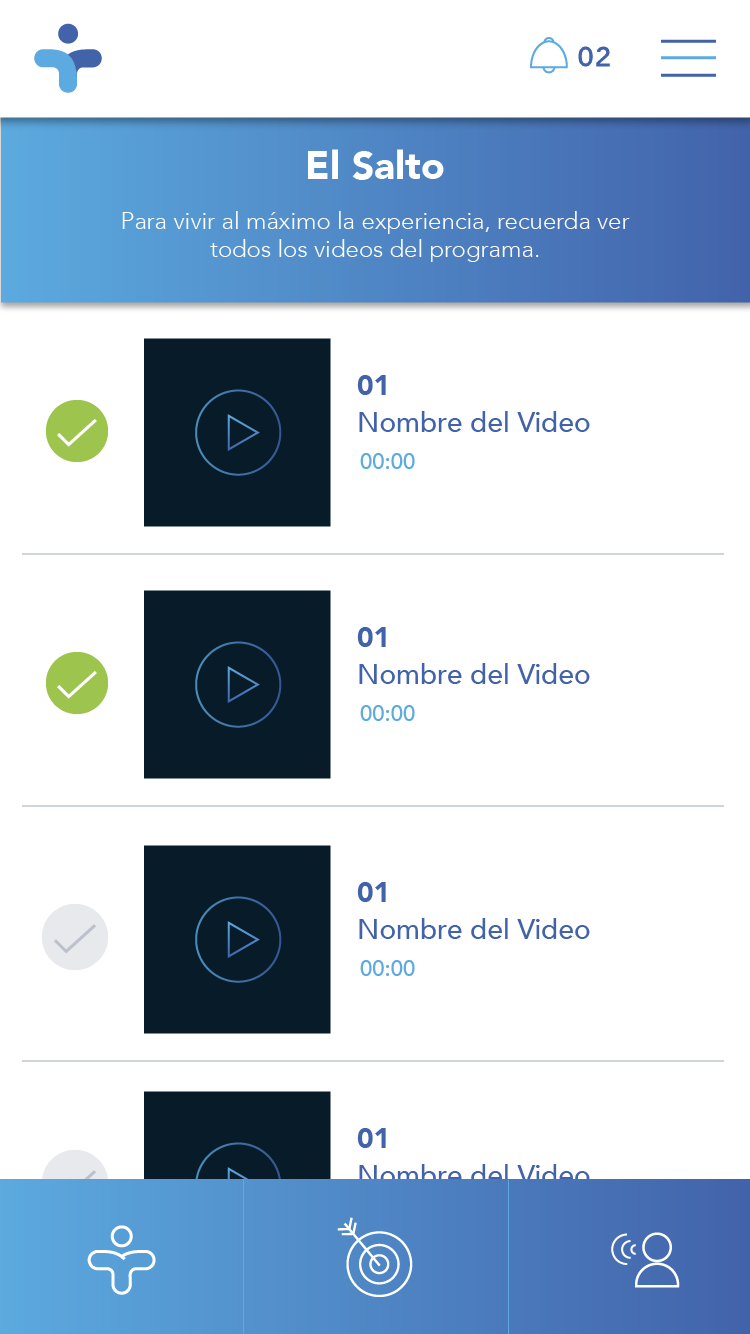 02
El Salto
Para vivir al máximo la experiencia, recuerda ver
todos los videos del programa.
01
Nombre del Video
00:00
01
Nombre del Video
00:00
01
Nombre del Video
00:00
01
Nombre del Video